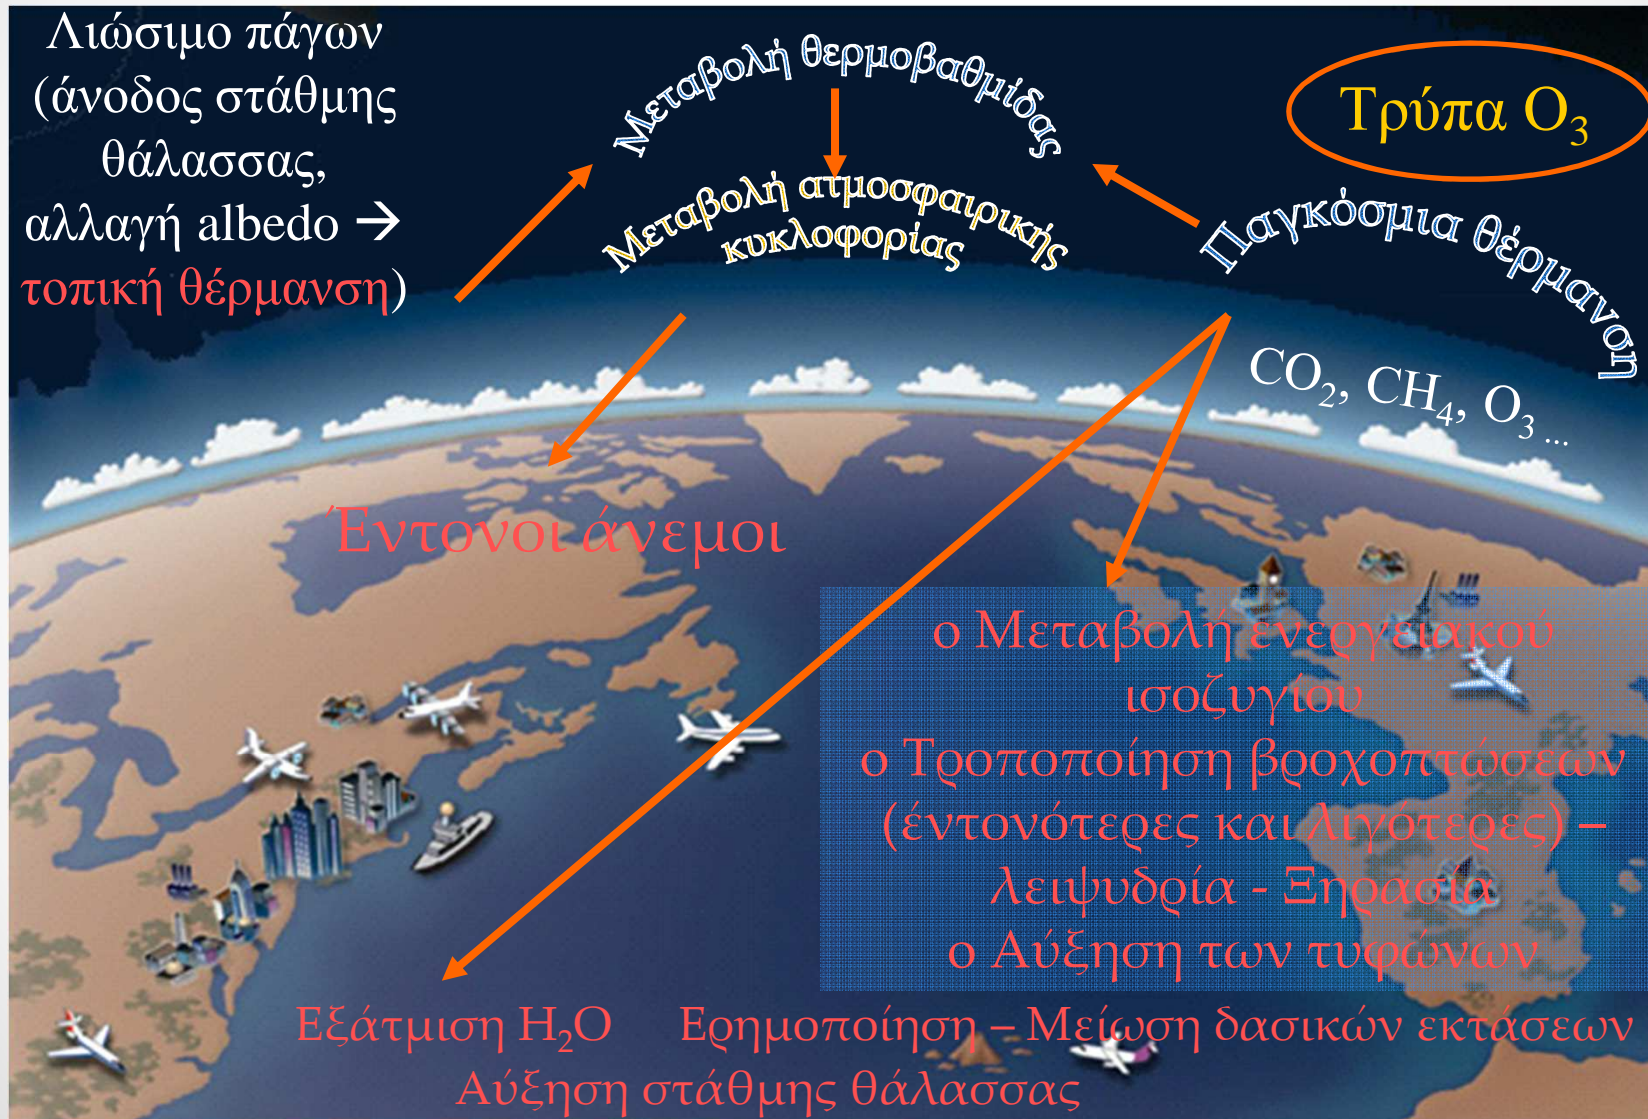 Λιώσιμο πάγων
(άνοδος στάθμης
θάλασσας,
αλλαγή albedo →
τοπική θέρμανση)
Μεταβολή θερμοβαθμίδας
Μεταβολή ατμοσφαιρικής
κυκλοφορίας
Τρύπα O₃
Παγκόσμια θέρμανση
CO₂, CH₄, O₃ ...
Έντονοι άνεμοι
o Μεταβολή ενεργειακού
ισοζυγίου
o Τροποποίηση βροχοπτώσεων
(έντονότερες και λιγότερες) –
λειψυδρία - Ξηρασία
o Αύξηση των τυφώνων
Εξάτμιση H₂O Ερημοποίηση – Μείωση δασικών εκτάσεων
Αύξηση στάθμης θάλασσας